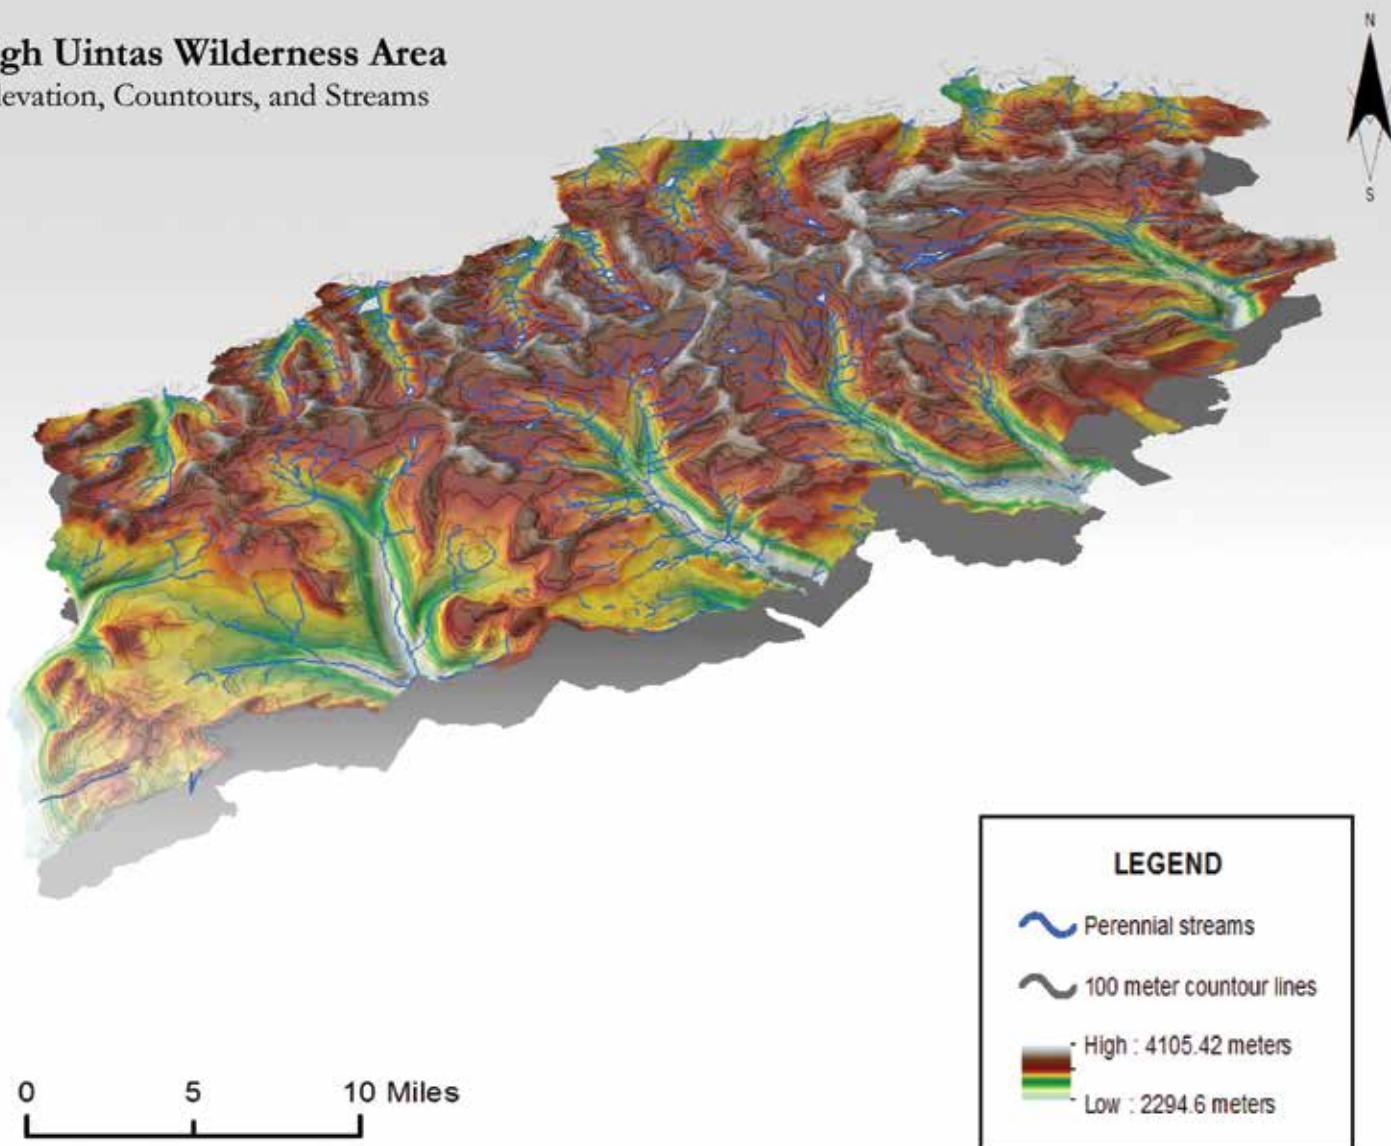 gh Uintas Wilderness Area
levation, Countours, and Streams
N
S
LEGEND
Perennial streams
100 meter countour lines
High : 4105.42 meters
Low : 2294.6 meters
0 5 10 Miles